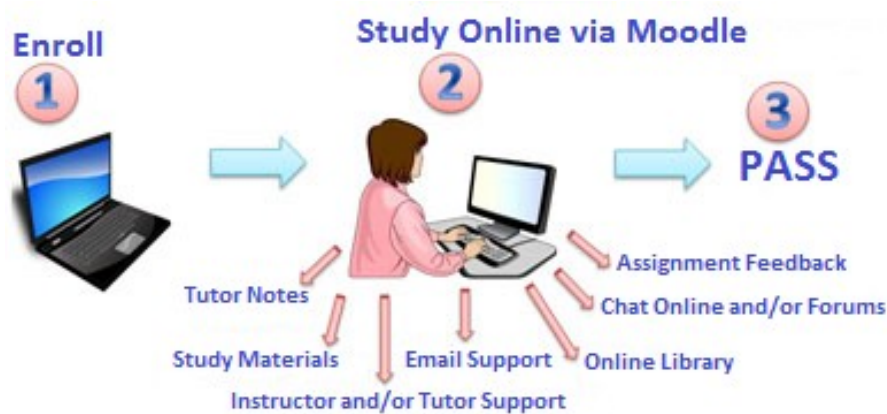 Enroll
1
Study Online via Moodle
2
3
PASS
Tutor Notes
Study Materials
Instructor and/or Tutor Support
Email Support
Online Library
Chat Online and/or Forums
Assignment Feedback